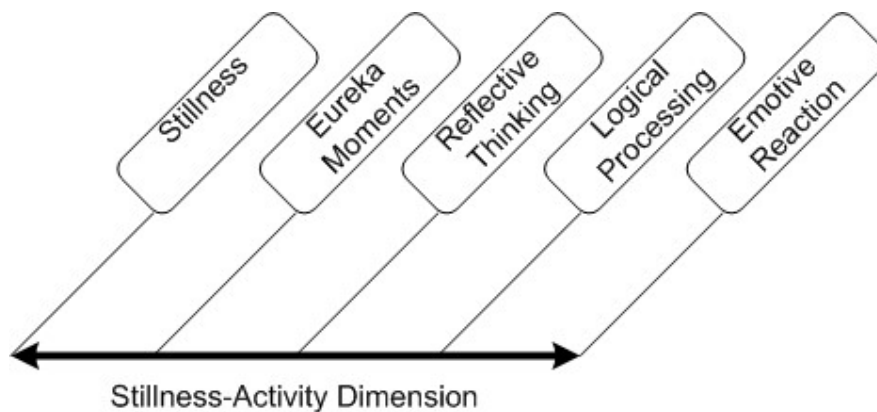 Stillness
Eureka
Moments
Reflective
Thinking
Logical
Processing
Emotive
Reaction
Stillness-Activity Dimension